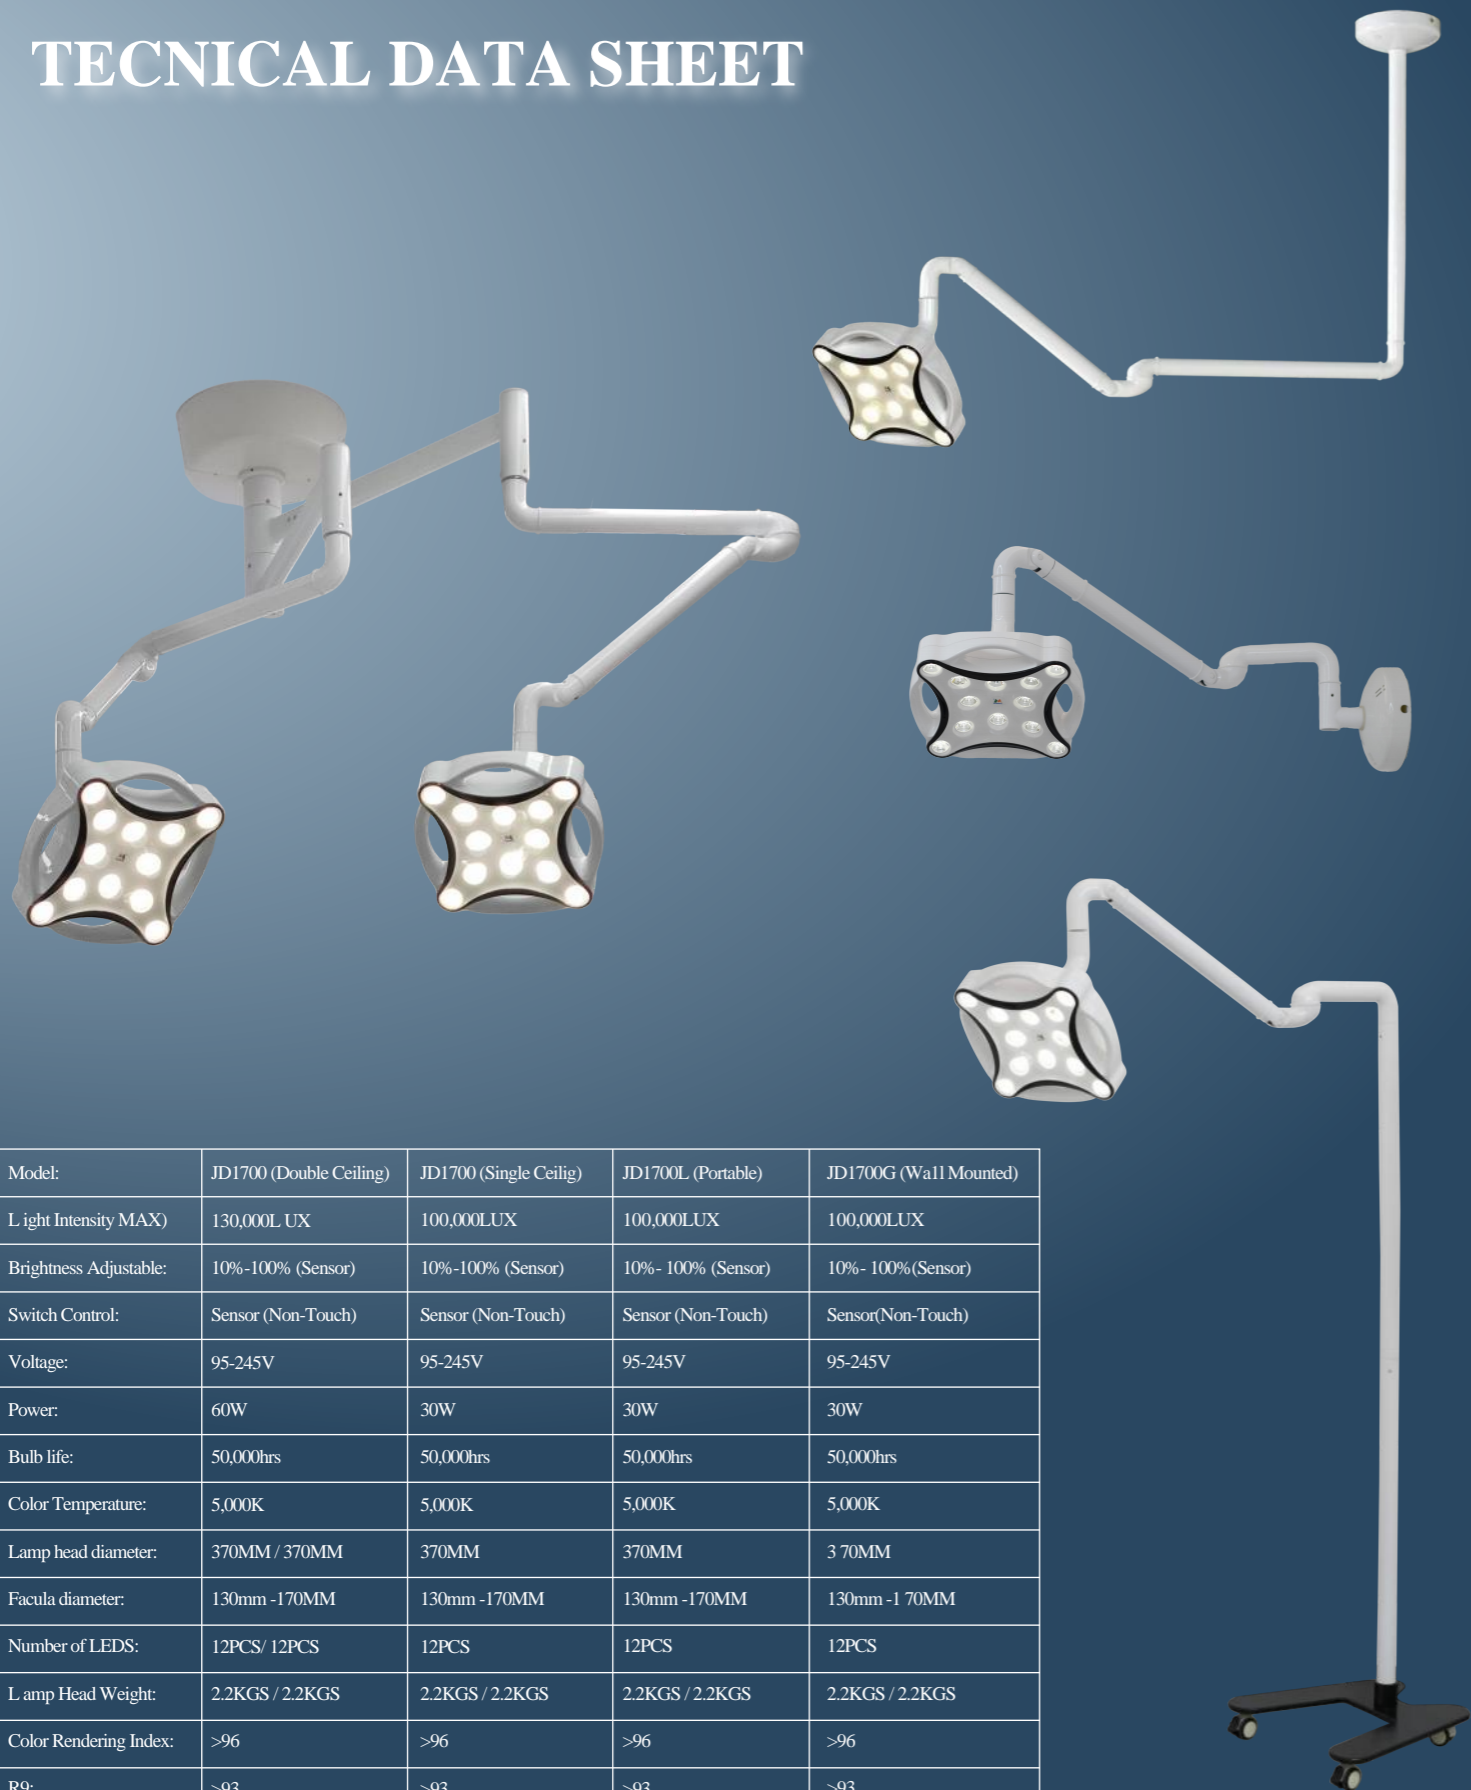 TECNICAL DATA SHEET
Model: JD1700 (Double Ceiling) JD1700 (Single Ceilig) JD1700L (Portable) JD1700G (Wa11 Mounted)
L ight Intensity MAX) 130,000L UX 100,000LUX 100,000LUX 100,000LUX
Brightness Adjustable: 10%-100% (Sensor) 10%-100% (Sensor) 10%- 100% (Sensor) 10%- 100%(Sensor)
Switch Control: Sensor (Non-Touch) Sensor (Non-Touch) Sensor (Non-Touch) Sensor(Non-Touch)
Voltage: 95-245V 95-245V 95-245V 95-245V
Power: 60W 30W 30W 30W
Bulb life: 50,000hrs 50,000hrs 50,000hrs 50,000hrs
Color Temperature: 5,000K 5,000K 5,000K 5,000K
Lamp head diameter: 370MM / 370MM 370MM 370MM 3 70MM
Facula diameter: 130mm -170MM 130mm -170MM 130mm -170MM 130mm -1 70MM
Number of LEDS: 12PCS/ 12PCS 12PCS 12PCS 12PCS
L amp Head Weight: 2.2KGS / 2.2KGS 2.2KGS / 2.2KGS 2.2KGS / 2.2KGS 2.2KGS / 2.2KGS
Color Rendering Index: >96 >96 >96 >96
R9: >93 >93 >93 >93